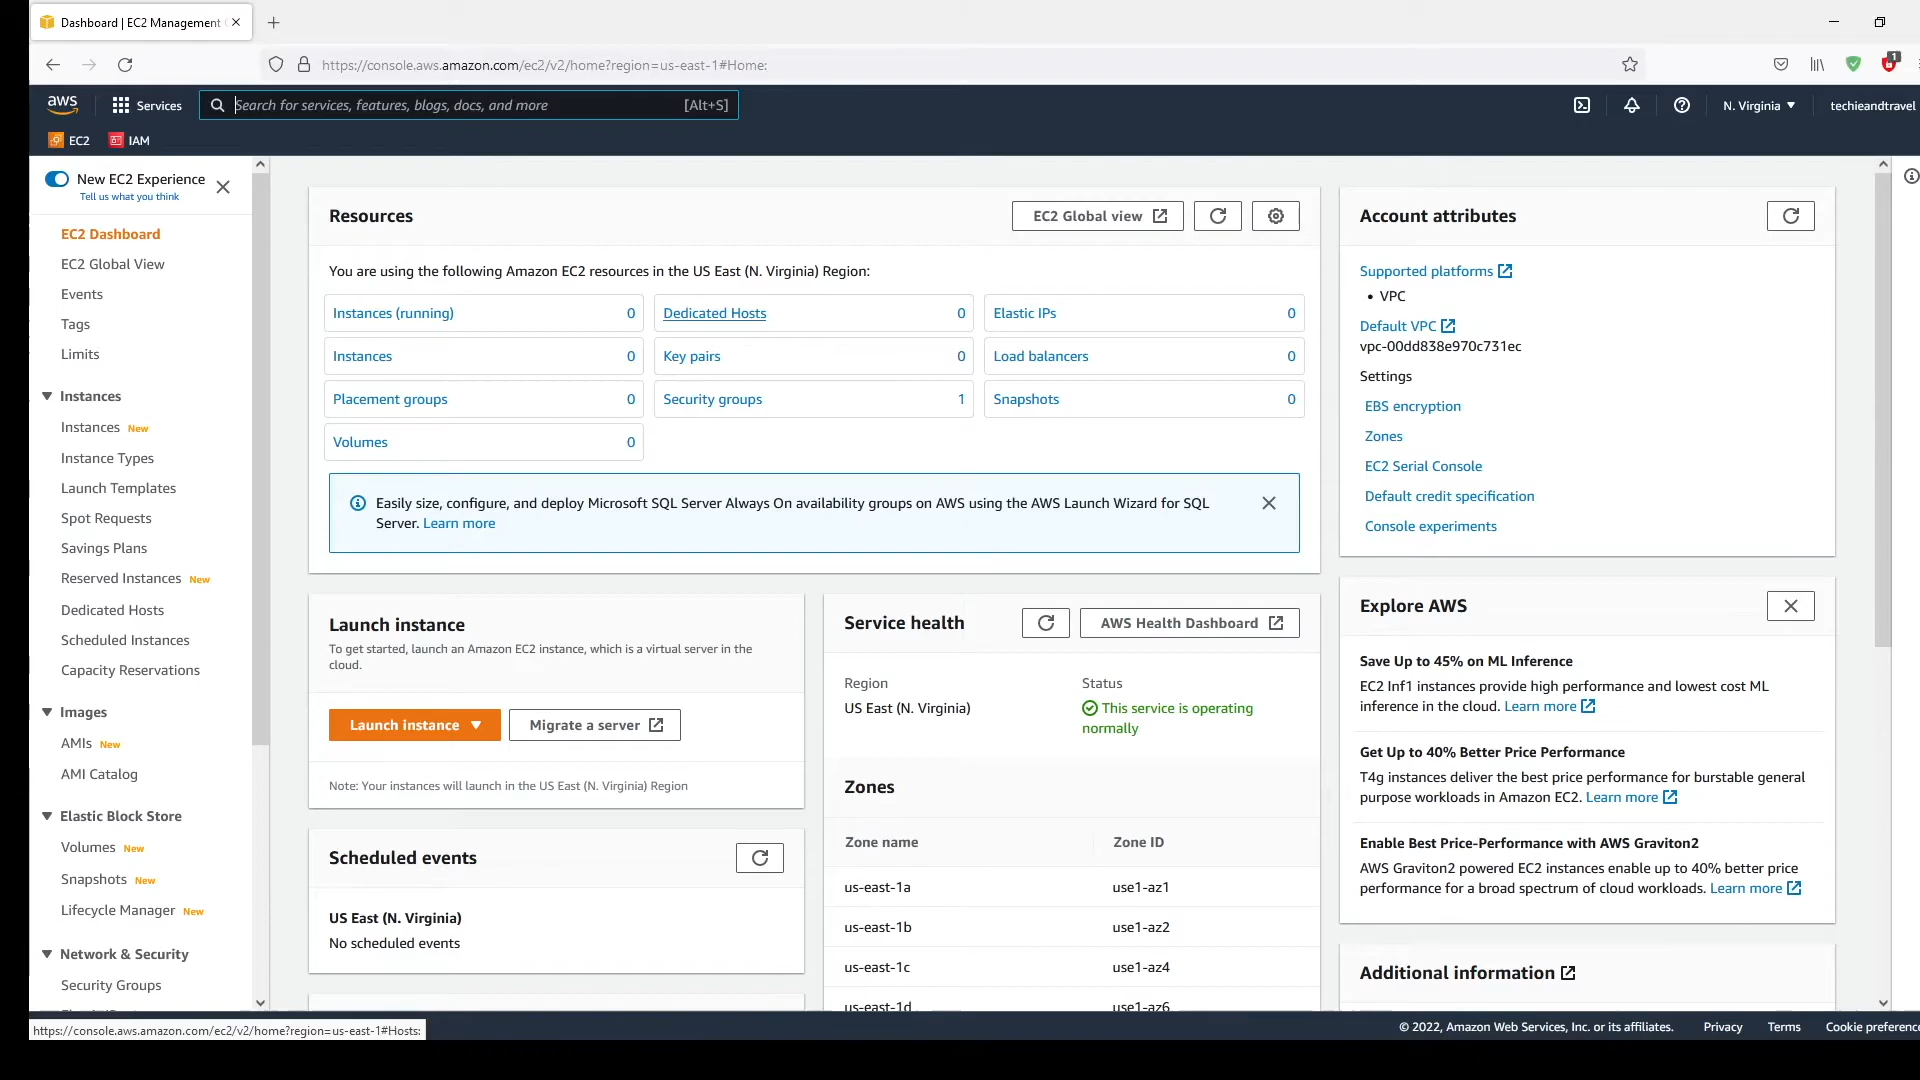 Dashboard | EC2 Management
https://console.aws.amazon.com/ec2/v2/home?region=us-east-1#Home:
1
aws
Services
Search for services, features, blogs, docs, and more
[Alt+S]
N. Virginia
techieandtravel
EC2
IAM
New EC2 Experience
Tell us what you think
EC2 Dashboard
EC2 Global View
Events
Tags
Limits
Instances
Instances New
Instance Types
Launch Templates
Spot Requests
Savings Plans
Reserved Instances New
Dedicated Hosts
Scheduled Instances
Capacity Reservations
Images
AMIs New
AMI Catalog
Elastic Block Store
Volumes New
Snapshots New
Lifecycle Manager New
Network & Security
Security Groups
Resources
EC2 Global view
You are using the following Amazon EC2 resources in the US East (N. Virginia) Region:
Instances (running) 0
Dedicated Hosts 0
Elastic IPs 0
Instances 0
Key pairs 0
Load balancers 0
Placement groups 0
Security groups 1
Snapshots 0
Volumes 0
Easily size, configure, and deploy Microsoft SQL Server Always On availability groups on AWS using the AWS Launch Wizard for SQL
Server. Learn more
Launch instance
To get started, launch an Amazon EC2 instance, which is a virtual server in the
cloud.
Launch instance
Migrate a server
Note: Your instances will launch in the US East (N. Virginia) Region
Scheduled events
US East (N. Virginia)
No scheduled events
Service health
AWS Health Dashboard
Region
US East (N. Virginia)
Status
This service is operating
normally
Zones
Zone name Zone ID
us-east-1a use1-az1
us-east-1b use1-az2
us-east-1c use1-az4
us-east-1d use1-az6
Account attributes
Supported platforms
• VPC
Default VPC
vpc-00dd838e970c731ec
Settings
EBS encryption
Zones
EC2 Serial Console
Default credit specification
Console experiments
Explore AWS
Save Up to 45% on ML Inference
EC2 Inf1 instances provide high performance and lowest cost ML
inference in the cloud. Learn more
Get Up to 40% Better Price Performance
T4g instances deliver the best price performance for burstable general
purpose workloads in Amazon EC2. Learn more
Enable Best Price-Performance with AWS Graviton2
AWS Graviton2 powered EC2 instances enable up to 40% better price
performance for a broad spectrum of cloud workloads. Learn more
Additional information
https://console.aws.amazon.com/ec2/v2/home?region=us-east-1#Hosts:
© 2022, Amazon Web Services, Inc. or its affiliates.
Privacy
Terms
Cookie preference